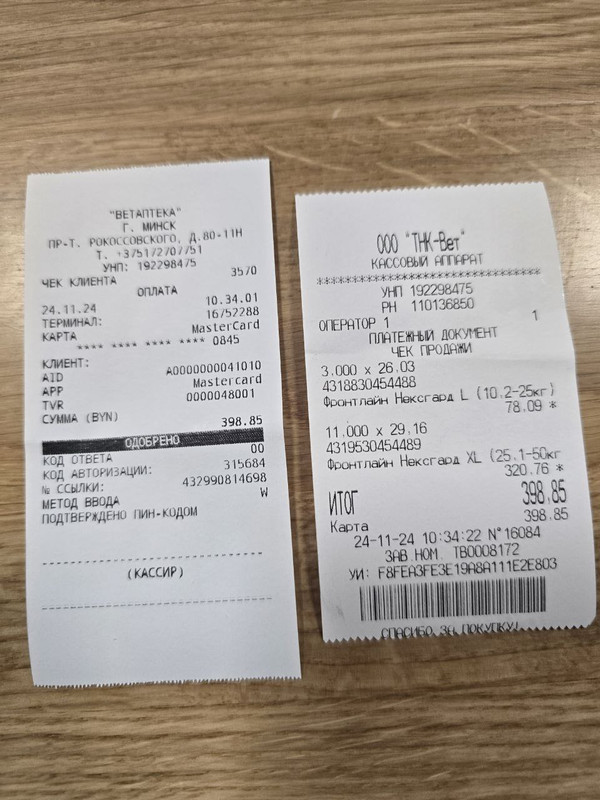 "ВЕТАПТЕКА"
Г. МИНСК
ПР-Т. РОКОССОВСКОГО, Д.80-11Н
Т. +375172707751
УНП: 192298475
ЧЕК КЛИЕНТА 3570
ОПЛАТА
24.11.24 10.34.01
ТЕРМИНАЛ: 16/52288
КАРТА MasterCard
**** **** **** **** 0845
КЛИЕНТ:
AID A0000000041010
APP Mastercard
TVR 0000048001
СУММА (BYN) 398.85
ОДОБРЕНО
КОД ОТВЕТА 00
КОД АВТОРИЗАЦИИ: 315684
№ ССЫЛКИ: 432990814698
МЕТОД ВВОДА W
ПОДТВЕРЖДЕНО ПИН-КОДОМ
(КАССИР)
ООО "ТНК-Вет"
КАССОВЫЙ АППАРАТ
УНП 192298475
РН 110136850
ОПЕРАТОР 1 1
ПЛАТЕЖНЫЙ ДОКУМЕНТ
ЧЕК ПРОДАЖИ
3,000 x 26.03
4318830454488
Фронтлайн Нексгард L (10,2-25кг)
78.09 *
11,000 x 29,16
4319530454489
Фронтлайн Нексгард XL (25,1-50кг
320.76 *
ИТОГ 398,85
Карта 398.85
24-11-24 10:34:22 N°16084
ЗАВ НОМ. ТВ0008172
УИ: F8FEA3FE3E19A8A111E2E803
СПАСИБО ЗА ПОКУПКУ!